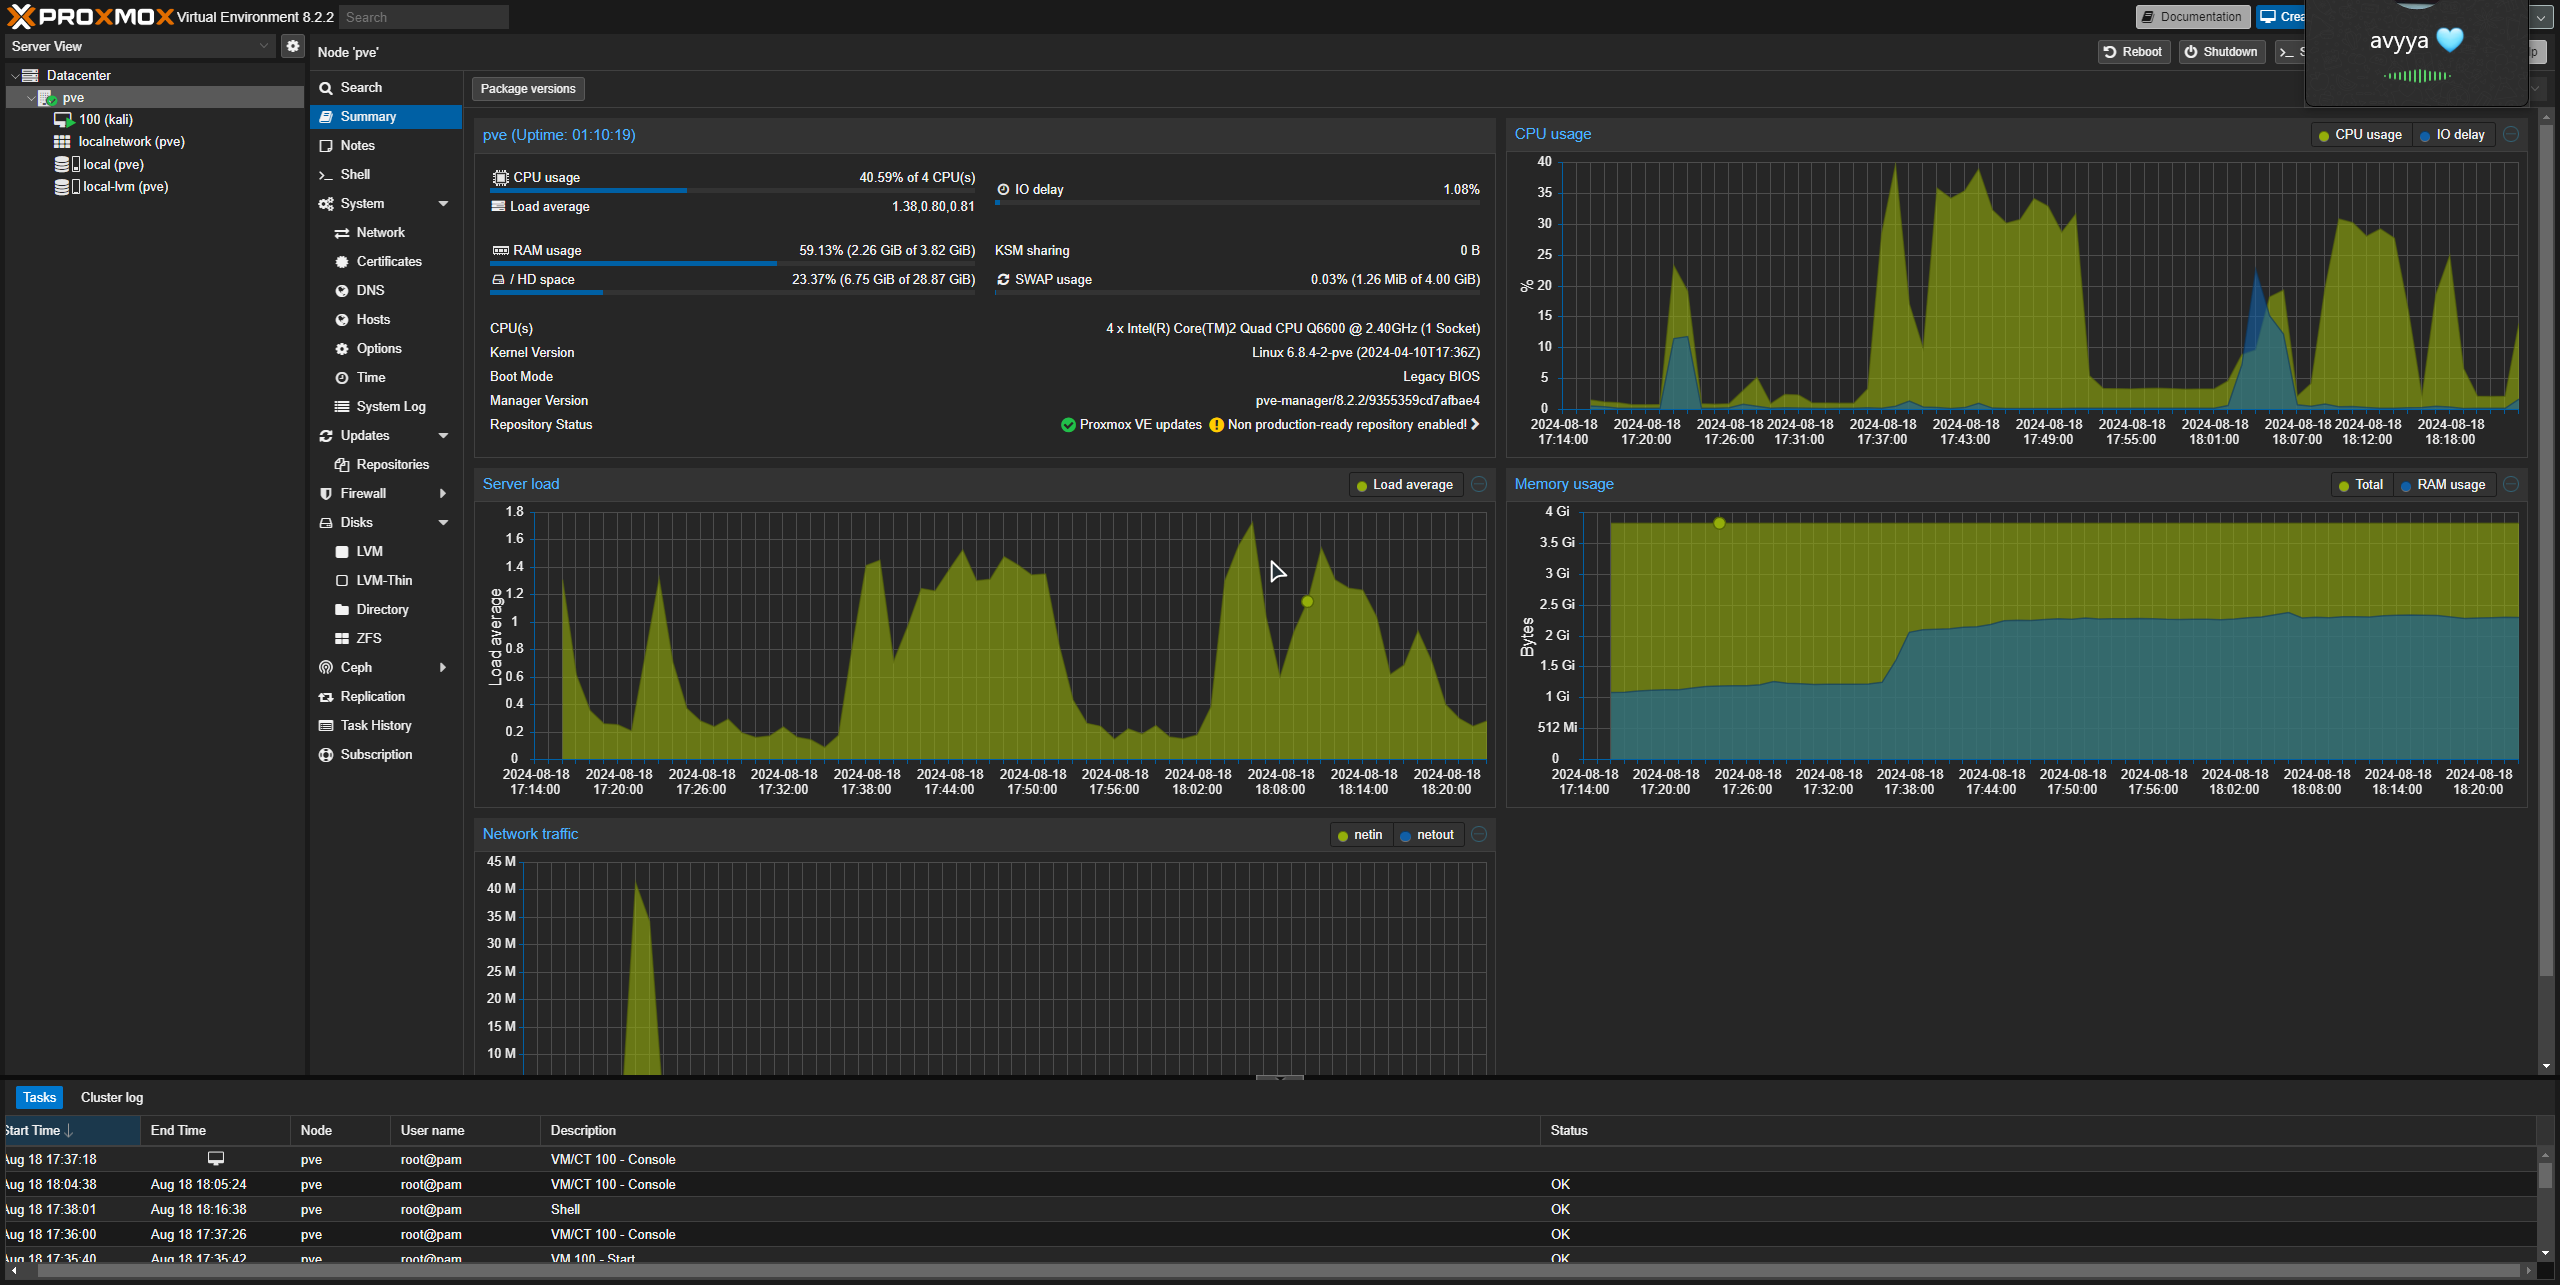 PROXMOX Virtual Environment 8.2.2 Search
Documentation Crea
avyya 🩵
Server View
Datacenter
pve
100 (kali)
localnetwork (pve)
local (pve)
local-lvm (pve)
Node 'pve'
Reboot Shutdown
Search
Summary
Notes
Shell
System
Network
Certificates
DNS
Hosts
Options
Time
System Log
Updates
Repositories
Firewall
Disks
LVM
LVM-Thin
Directory
ZFS
Ceph
Replication
Task History
Subscription
Package versions
pve (Uptime: 01:10:19)
CPU usage 40.59% of 4 CPU(s)
IO delay 1.08%
Load average 1.38,0.80,0.81
RAM usage 59.13% (2.26 GiB of 3.82 GiB)
KSM sharing 0 B
/ HD space 23.37% (6.75 GiB of 28.87 GiB)
SWAP usage 0.03% (1.26 MiB of 4.00 GiB)
CPU(s) 4 x Intel(R) Core(TM)2 Quad CPU Q6600 @ 2.40GHz (1 Socket)
Kernel Version Linux 6.8.4-2-pve (2024-04-10T17:36Z)
Boot Mode Legacy BIOS
Manager Version pve-manager/8.2.2/9355359cd7afbae4
Repository Status Proxmox VE updates Non production-ready repository enabled!
CPU usage
CPU usage IO delay
40
35
30
25
20
15
10
5
0
%
2024-08-18 2024-08-18 2024-08-18 2024-08-18 2024-08-18 2024-08-18 2024-08-18 2024-08-18 2024-08-18 2024-08-18 2024-08-18 2024-08-18
17:14:00 17:20:00 17:26:00 17:31:00 17:37:00 17:43:00 17:49:00 17:55:00 18:01:00 18:07:00 18:12:00 18:18:00
Server load
Load average
1.8
1.6
1.4
1.2
1
0.8
0.6
0.4
0.2
0
Load average
2024-08-18 2024-08-18 2024-08-18 2024-08-18 2024-08-18 2024-08-18 2024-08-18 2024-08-18 2024-08-18 2024-08-18 2024-08-18 2024-08-18
17:14:00 17:20:00 17:26:00 17:32:00 17:38:00 17:44:00 17:50:00 17:56:00 18:02:00 18:08:00 18:14:00 18:20:00
Memory usage
Total RAM usage
4 Gi
3.5 Gi
3 Gi
2.5 Gi
2 Gi
1.5 Gi
1 Gi
512 Mi
0
Bytes
2024-08-18 2024-08-18 2024-08-18 2024-08-18 2024-08-18 2024-08-18 2024-08-18 2024-08-18 2024-08-18 2024-08-18 2024-08-18 2024-08-18
17:14:00 17:20:00 17:26:00 17:32:00 17:38:00 17:44:00 17:50:00 17:56:00 18:02:00 18:08:00 18:14:00 18:20:00
Network traffic
netin netout
45 M
40 M
35 M
30 M
25 M
20 M
15 M
10 M
Tasks Cluster log
Start Time End Time Node User name Description Status
Aug 18 17:37:18 pve root@pam VM/CT 100 - Console
Aug 18 18:04:38 Aug 18 18:05:24 pve root@pam VM/CT 100 - Console OK
Aug 18 17:38:01 Aug 18 18:16:38 pve root@pam Shell OK
Aug 18 17:36:00 Aug 18 17:37:26 pve root@pam VM/CT 100 - Console OK
Aug 18 17:35:40 Aug 18 17:35:42 pve root@pam VM 100 - Start OK